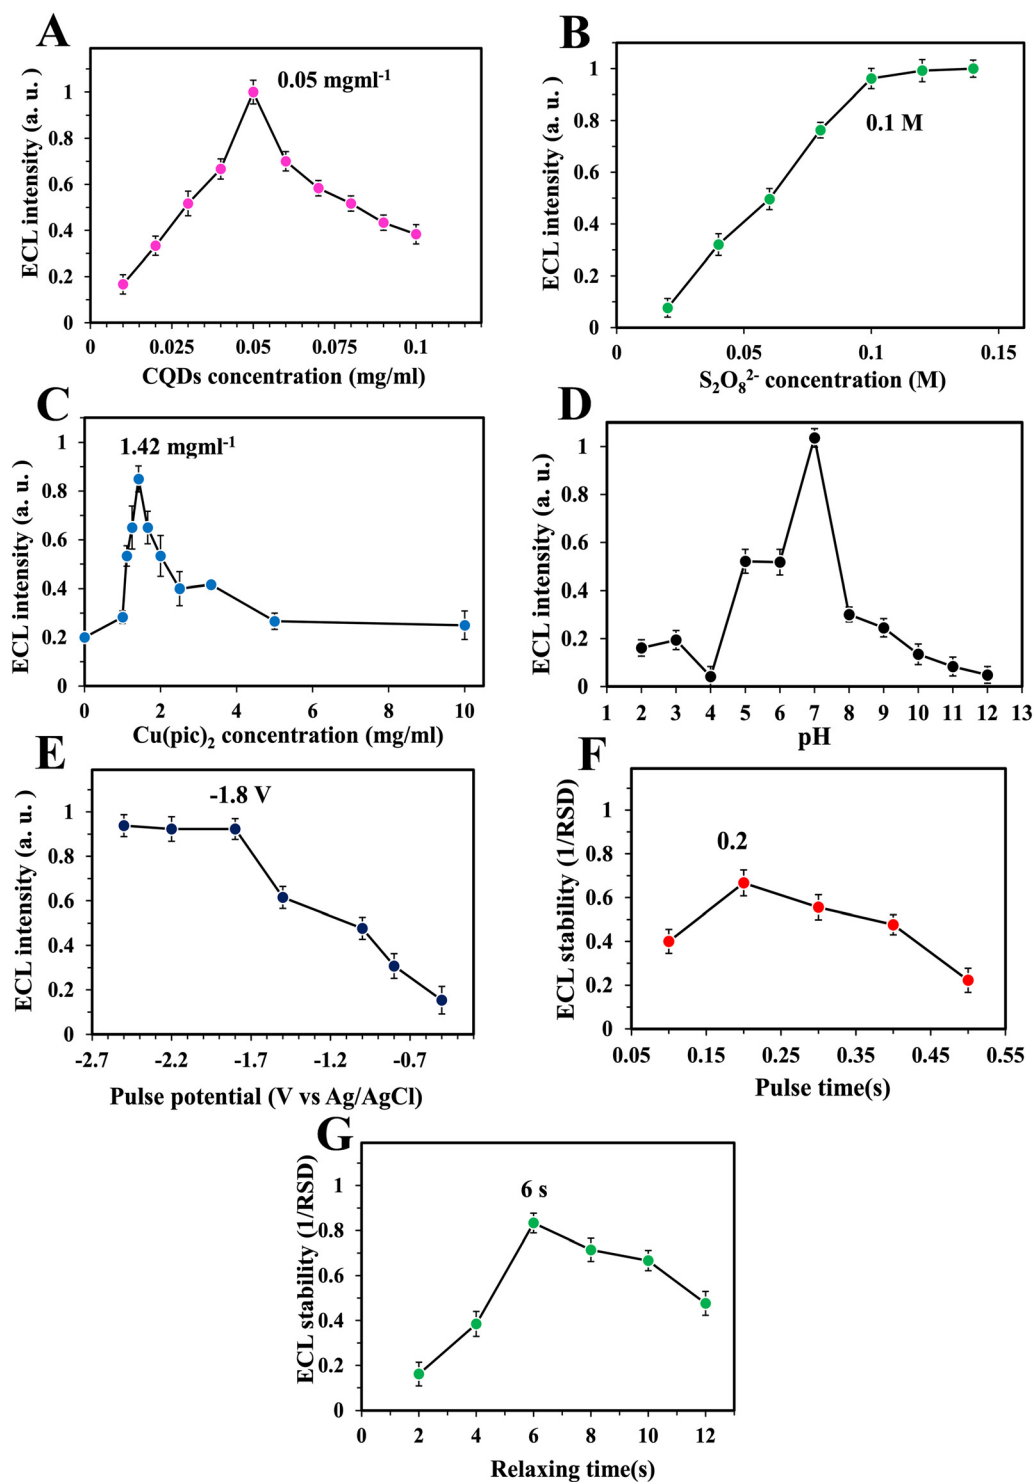 A
0.05 mgml⁻¹
ECL intensity (a. u.)
1
0.8
0.6
0.4
0.2
0
0 0.025 0.05 0.075 0.1
CQDs concentration (mg/ml)
B
0.1 M
ECL intensity (a. u.)
1
0.8
0.6
0.4
0.2
0
0 0.05 0.1 0.15
S₂O₈²⁻ concentration (M)
C
1.42 mgml⁻¹
ECL intensity (a. u. )
1
0.8
0.6
0.4
0.2
0
0 2 4 6 8 10
Cu(pic)₂ concentration (mg/ml)
D
ECL intensity (a. u.)
1
0.8
0.6
0.4
0.2
0
1 2 3 4 5 6 7 8 9 10 11 12 13
pH
E
-1.8 V
ECL intensity (a. u. )
1
0.8
0.6
0.4
0.2
0
-2.7 -2.2 -1.7 -1.2 -0.7
Pulse potential (V vs Ag/AgCl)
F
0.2
ECL stability (1/RSD)
1
0.8
0.6
0.4
0.2
0
0.05 0.15 0.25 0.35 0.45 0.55
Pulse time(s)
G
6 s
ECL stability (1/RSD)
1
0.8
0.6
0.4
0.2
0
0 2 4 6 8 10 12
Relaxing time(s)